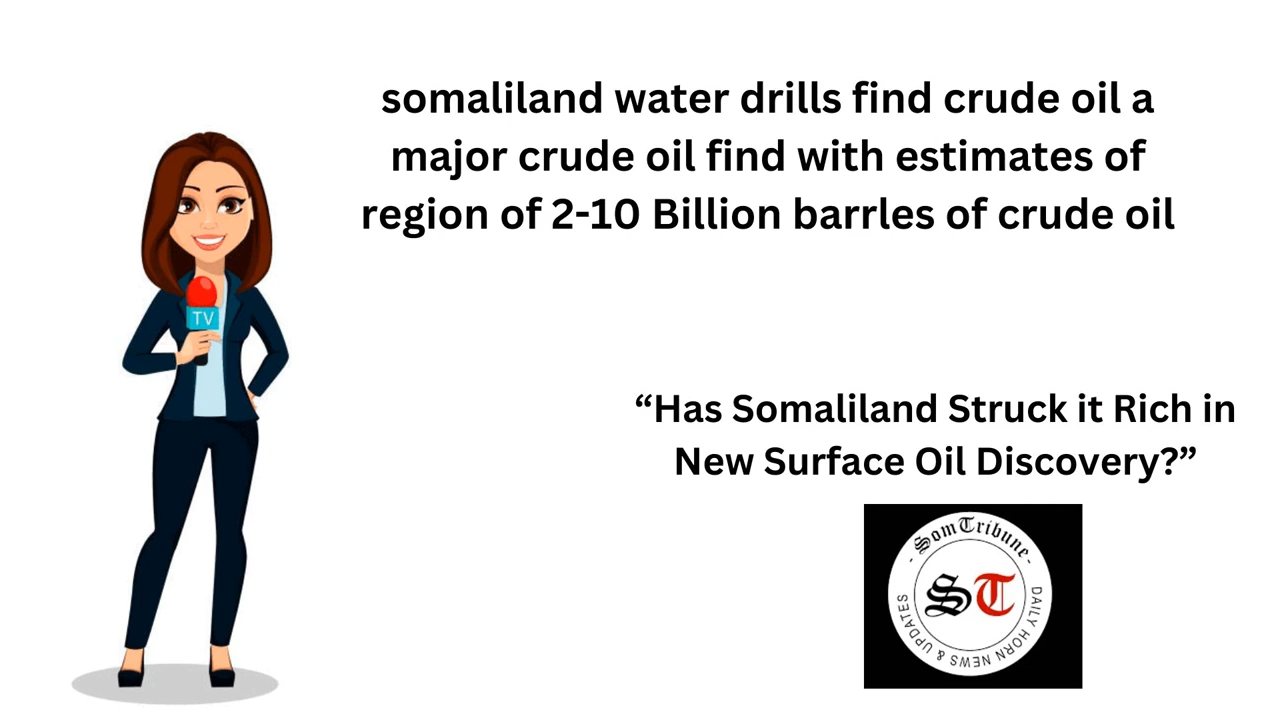 somaliland water drills find crude oil a
major crude oil find with estimates of
region of 2-10 Billion barrles of crude oil
TV
“Has Somaliland Struck it Rich in
New Surface Oil Discovery?”
- SomTribune -
ST
DAILY HORN NEWS & UPDATES